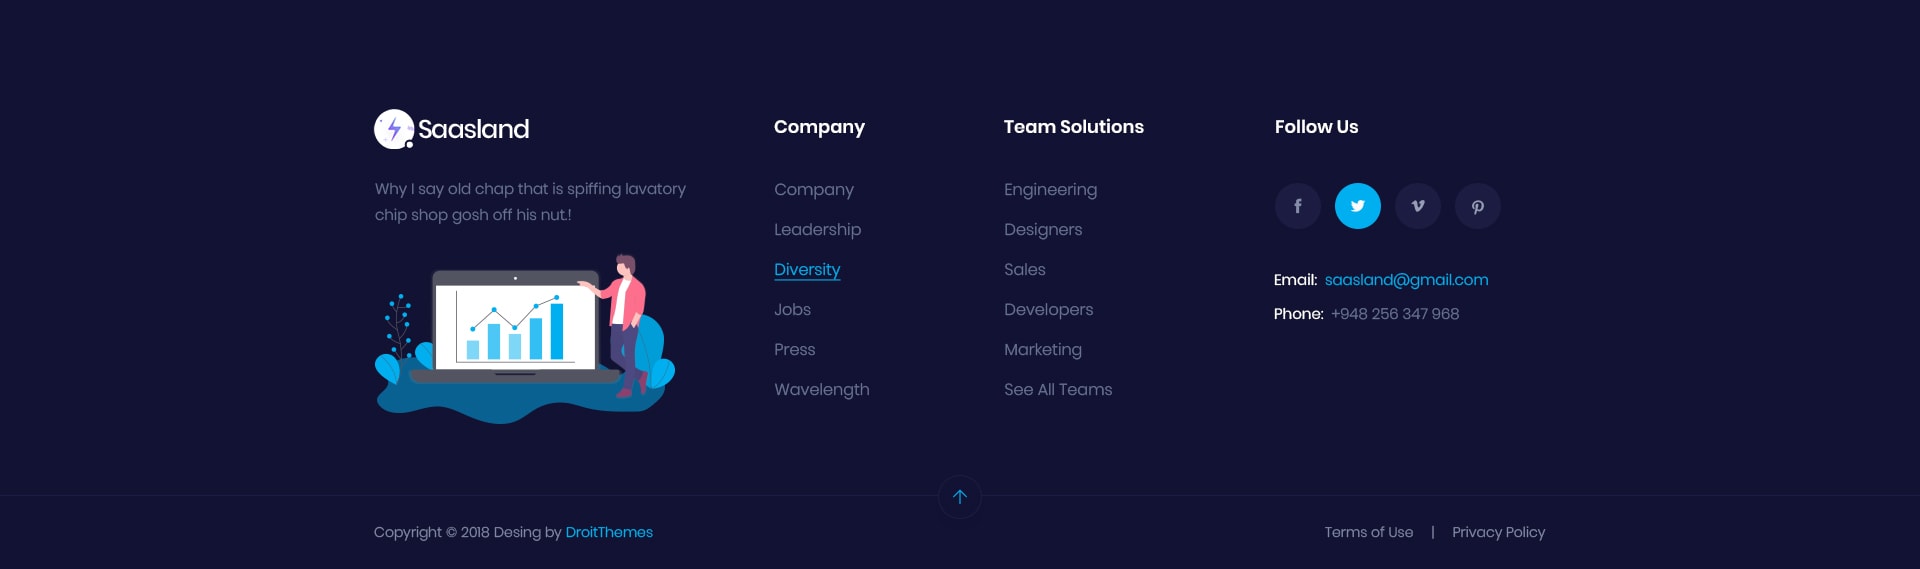 Saasland
Why I say old chap that is spiffing lavatory
chip shop gosh off his nut.!
Company
Company
Leadership
Diversity
Jobs
Press
Wavelength
Team Solutions
Engineering
Designers
Sales
Developers
Marketing
See All Teams
Follow Us
Email: saasland@gmail.com
Phone: +948 256 347 968
Copyright © 2018 Desing by DroitThemes
Terms of Use | Privacy Policy